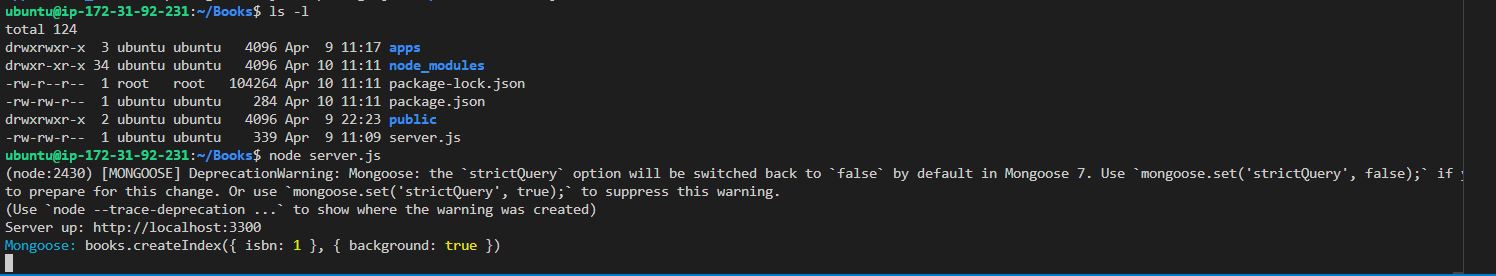 ubuntu@ip-172-31-92-231:~/Books$ ls -l
total 124
drwxrwxr-x  3 ubuntu ubuntu   4096 Apr  9 11:17 apps
drwxr-xr-x 34 ubuntu ubuntu   4096 Apr 10 11:11 node_modules
-rw-r--r--  1 root   root   104264 Apr 10 11:11 package-lock.json
-rw-rw-r--  1 ubuntu ubuntu    284 Apr 10 11:11 package.json
drwxrwxr-x  2 ubuntu ubuntu   4096 Apr  9 22:23 public
-rw-rw-r--  1 ubuntu ubuntu    339 Apr  9 11:09 server.js
ubuntu@ip-172-31-92-231:~/Books$ node server.js
(node:2430) [MONGOOSE] DeprecationWarning: Mongoose: the `strictQuery` option will be switched back to `false` by default in Mongoose 7. Use `mongoose.set('strictQuery', false);` if
to prepare for this change. Or use `mongoose.set('strictQuery', true);` to suppress this warning.
(Use `node --trace-deprecation ...` to show where the warning was created)
Server up: http://localhost:3300
Mongoose: books.createIndex({ isbn: 1 }, { background: true })